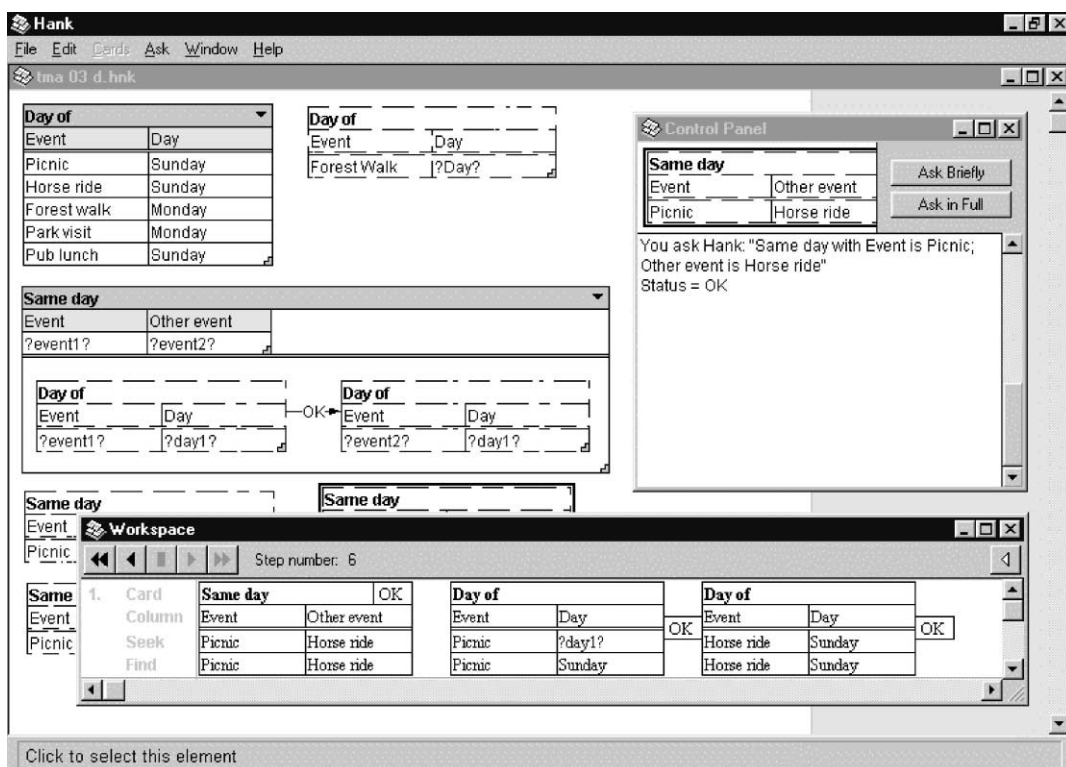 Hank
File Edit Cards Ask Window Help
tma 03 d.hnk
Day of
Event Day
Picnic Sunday
Horse ride Sunday
Forest walk Monday
Park visit Monday
Pub lunch Sunday
Day of
Event Day
Forest Walk ?Day?
Control Panel
Same day
Event Other event
Picnic Horse ride
Ask Briefly
Ask in Full
You ask Hank: "Same day with Event is Picnic;
Other event is Horse ride"
Status = OK
Same day
Event Other event
?event1? ?event2?
Day of
Event Day
?event1? ?day1?
OK
Day of
Event Day
?event2? ?day1?
Same day
Event
Picnic
Same day
Same
Event
Picnic
Workspace
Step number: 6
1. Card Same day OK Day of Day of
Column Event Other event Event Day OK Event Day OK
Seek Picnic Horse ride Picnic ?day1? Horse ride Sunday
Find Picnic Horse ride Picnic Sunday Horse ride Sunday
Click to select this element